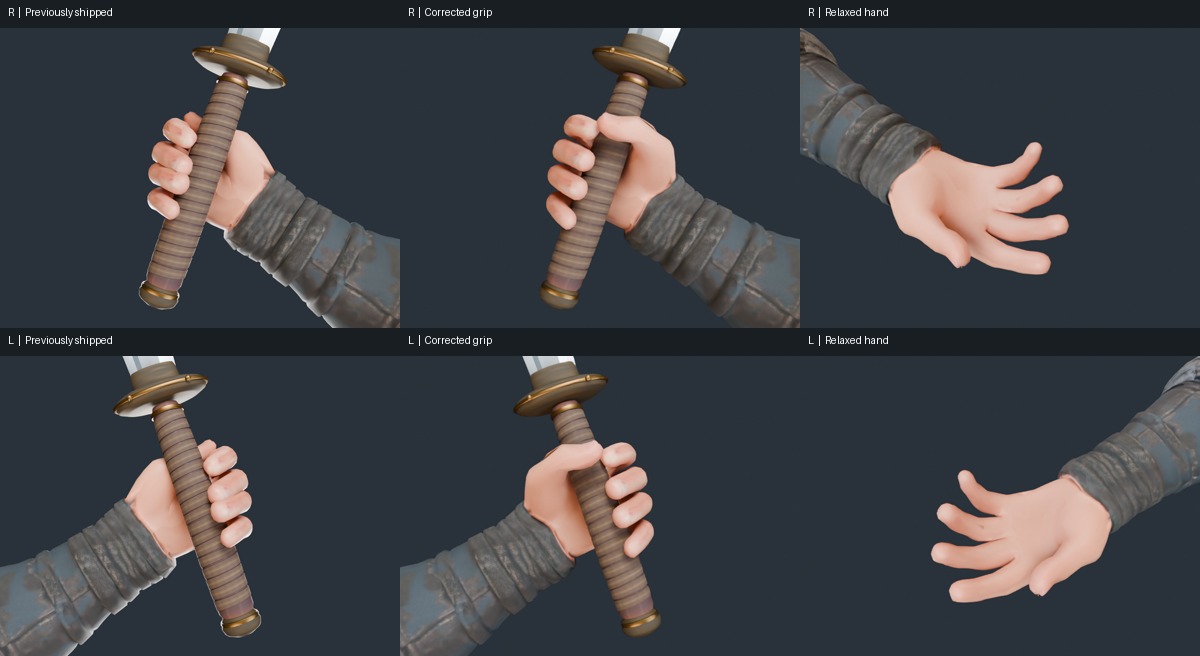 R | Previously shipped
R | Corrected grip
R | Relaxed hand
L | Previously shipped
L | Corrected grip
L | Relaxed hand